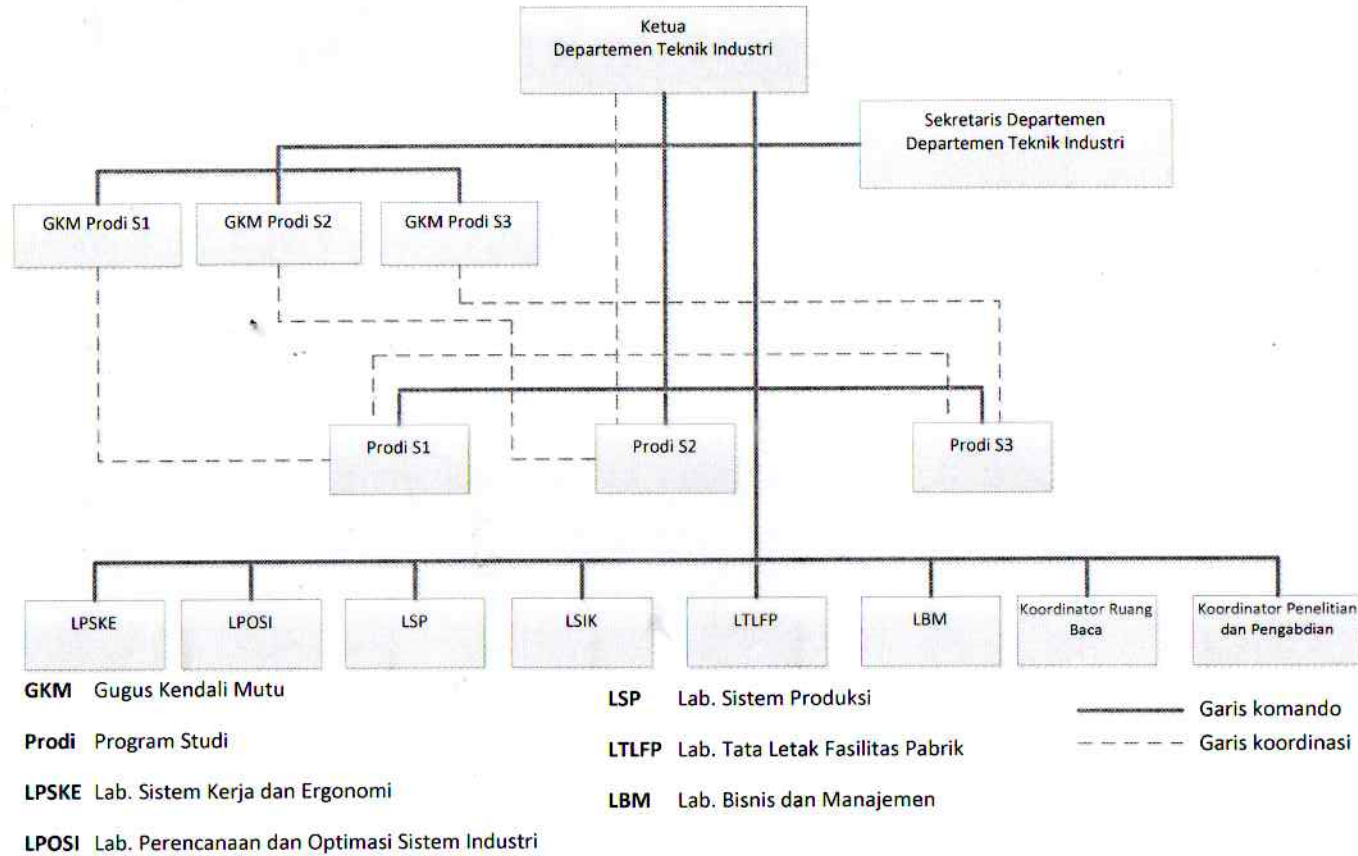 Ketua
Departemen Teknik Industri
Sekretaris Departemen
Departemen Teknik Industri
GKM Prodi S1
GKM Prodi S2
GKM Prodi S3
Prodi S1
Prodi S2
Prodi S3
LPSKE
LPOSI
LSP
LSIK
LTLFP
LBM
Koordinator Ruang
Baca
Koordinator Penelitian
dan Pengabdian
GKM Gugus Kendali Mutu
Prodi Program Studi
LPSKE Lab. Sistem Kerja dan Ergonomi
LPOSI Lab. Perencanaan dan Optimasi Sistem Industri
LSP Lab. Sistem Produksi
LTLFP Lab. Tata Letak Fasilitas Pabrik
LBM Lab. Bisnis dan Manajemen
Garis komando
Garis koordinasi